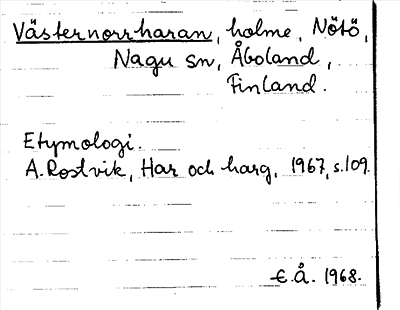 Västernorrharan, holme, Nötö,
Nagu sn, Åboland,
Finland.
Etymologi.
A. Rostvik, Har och harg, 1967, s. 109.
E.Å. 1968.